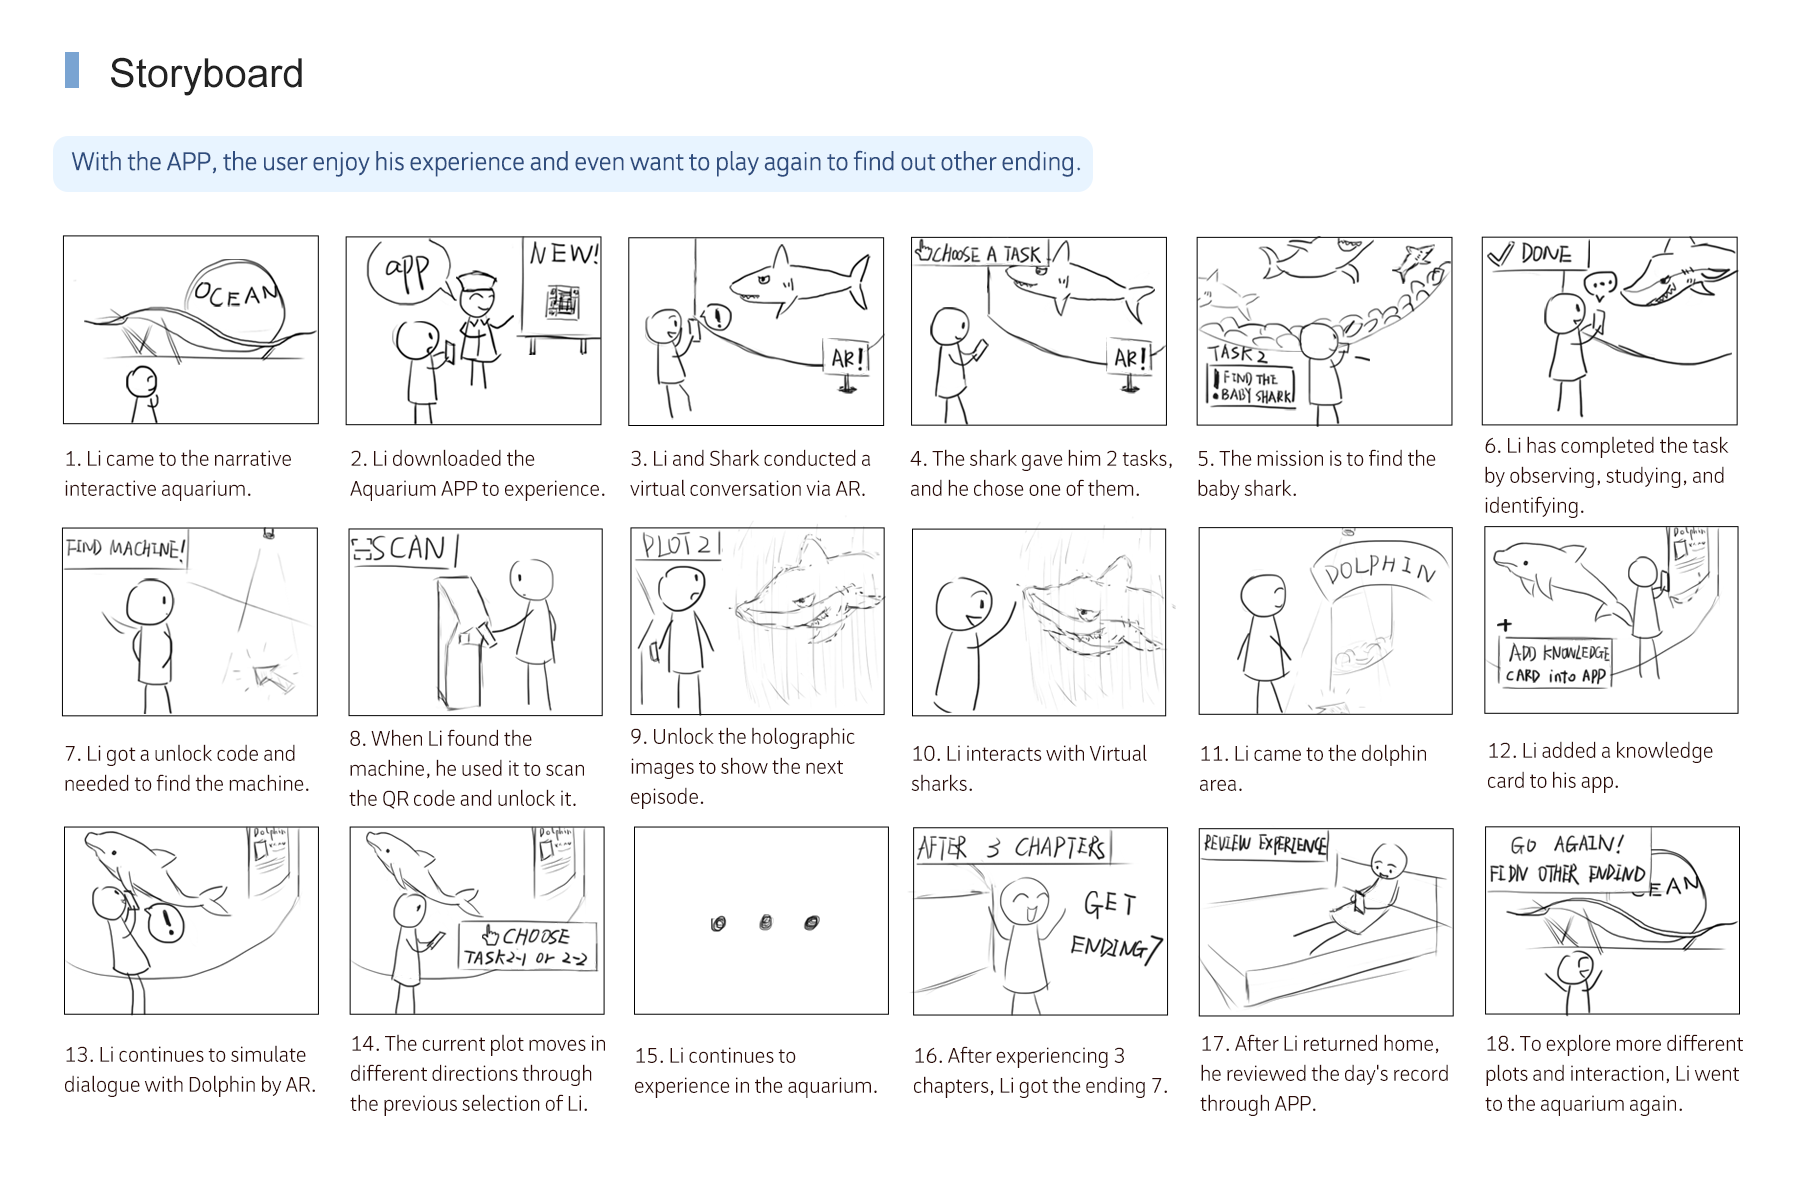 Storyboard
With the APP, the user enjoy his experience and even want to play again to find out other ending.
OCEAN
1. Li came to the narrative
interactive aquarium.
app
NEW!
2. Li downloaded the
Aquarium APP to experience.
!
AR!
3. Li and Shark conducted a
virtual conversation via AR.
CHOOSE A TASK
AR!
4. The shark gave him 2 tasks,
and he chose one of them.
TASK 2
! FIND THE
BABY SHARK
5. The mission is to find the
baby shark.
DONE
...
6. Li has completed the task
by observing, studying, and
identifying.
FIND MACHINE!
7. Li got a unlock code and
needed to find the machine.
SCAN
8. When Li found the
machine, he used it to scan
the QR code and unlock it.
PLOT 2
9. Unlock the holographic
images to show the next
episode.
10. Li interacts with Virtual
sharks.
DOLPHIN
11. Li came to the dolphin
area.
Dolphin
+
ADD KNOWLEDGE
CARD into APP
12. Li added a knowledge
card to his app.
Dolphin
!
13. Li continues to simulate
dialogue with Dolphin by AR.
Dolphin
CHOOSE
TASK2-1 or 2-2
14. The current plot moves in
different directions through
the previous selection of Li.
...
15. Li continues to
experience in the aquarium.
AFTER 3 CHAPTERS
GET
ENDING7
16. After experiencing 3
chapters, Li got the ending 7.
REVIEW EXPERIENCE
17. After Li returned home,
he reviewed the day's record
through APP.
GO AGAIN!
FIDN OTHER ENDIND
EAN
18. To explore more different
plots and interaction, Li went
to the aquarium again.